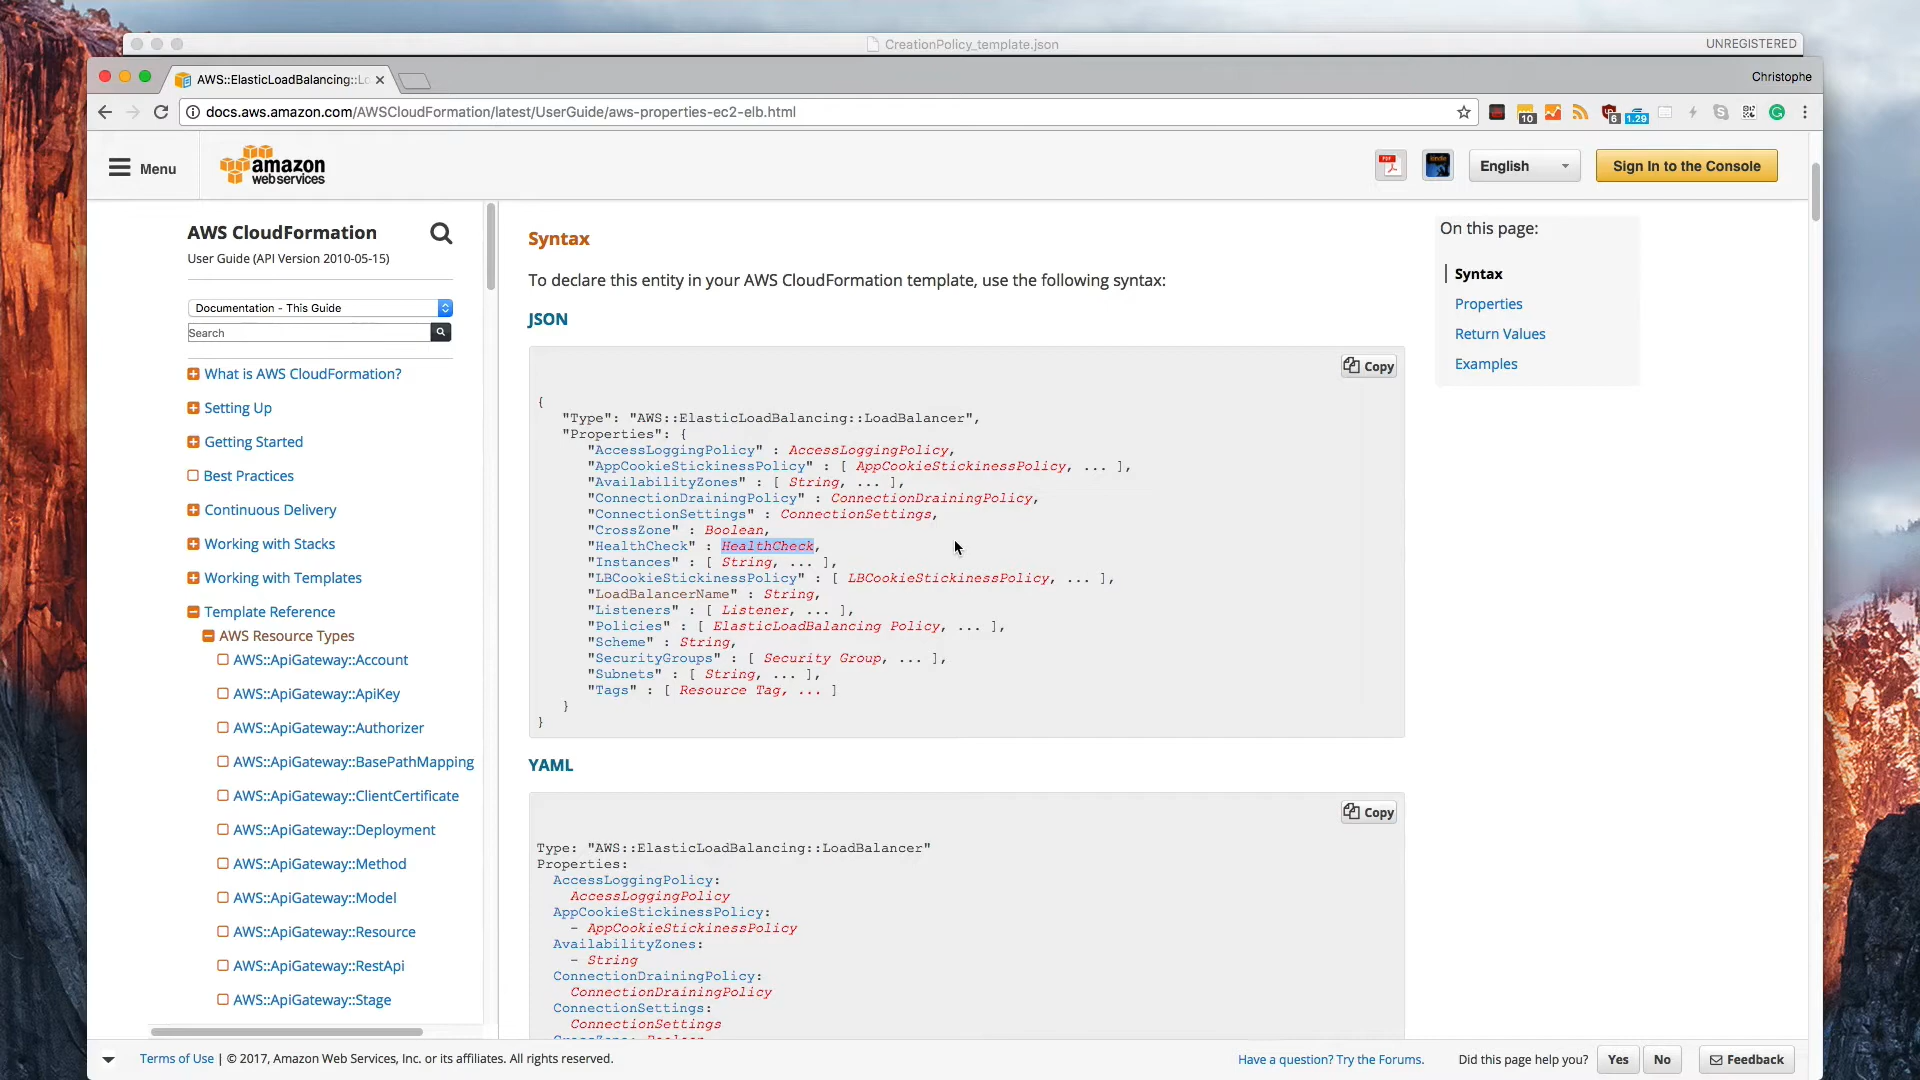 CreationPolicy_template.json
UNREGISTERED
AWS::ElasticLoadBalancing::L
Christophe
docs.aws.amazon.com/AWSCloudFormation/latest/UserGuide/aws-properties-ec2-elb.html
10
6
1.29
Menu
amazon
webservices
PDF
kindle
English
Sign In to the Console
AWS CloudFormation
User Guide (API Version 2010-05-15)
Documentation - This Guide
Search
What is AWS CloudFormation?
Setting Up
Getting Started
Best Practices
Continuous Delivery
Working with Stacks
Working with Templates
Template Reference
AWS Resource Types
AWS::ApiGateway::Account
AWS::ApiGateway::ApiKey
AWS::ApiGateway::Authorizer
AWS::ApiGateway::BasePathMapping
AWS::ApiGateway::ClientCertificate
AWS::ApiGateway::Deployment
AWS::ApiGateway::Method
AWS::ApiGateway::Model
AWS::ApiGateway::Resource
AWS::ApiGateway::RestApi
AWS::ApiGateway::Stage
Syntax
To declare this entity in your AWS CloudFormation template, use the following syntax:
JSON
Copy
{
"Type": "AWS::ElasticLoadBalancing::LoadBalancer",
"Properties": {
"AccessLoggingPolicy" : AccessLoggingPolicy,
"AppCookieStickinessPolicy" : [ AppCookieStickinessPolicy, ... ],
"AvailabilityZones" : [ String, ... ],
"ConnectionDrainingPolicy" : ConnectionDrainingPolicy,
"ConnectionSettings" : ConnectionSettings,
"CrossZone" : Boolean,
"HealthCheck" : HealthCheck,
"Instances" : [ String, ... ],
"LBCookieStickinessPolicy" : [ LBCookieStickinessPolicy, ... ],
"LoadBalancerName" : String,
"Listeners" : [ Listener, ... ],
"Policies" : [ ElasticLoadBalancing Policy, ... ],
"Scheme" : String,
"SecurityGroups" : [ Security Group, ... ],
"Subnets" : [ String, ... ],
"Tags" : [ Resource Tag, ... ]
}
}
YAML
Copy
Type: "AWS::ElasticLoadBalancing::LoadBalancer"
Properties:
AccessLoggingPolicy:
AccessLoggingPolicy
AppCookieStickinessPolicy:
- AppCookieStickinessPolicy
AvailabilityZones:
- String
ConnectionDrainingPolicy:
ConnectionDrainingPolicy
ConnectionSettings:
ConnectionSettings
On this page:
Syntax
Properties
Return Values
Examples
Terms of Use | © 2017, Amazon Web Services, Inc. or its affiliates. All rights reserved.
Have a question? Try the Forums.
Did this page help you?
Yes
No
Feedback